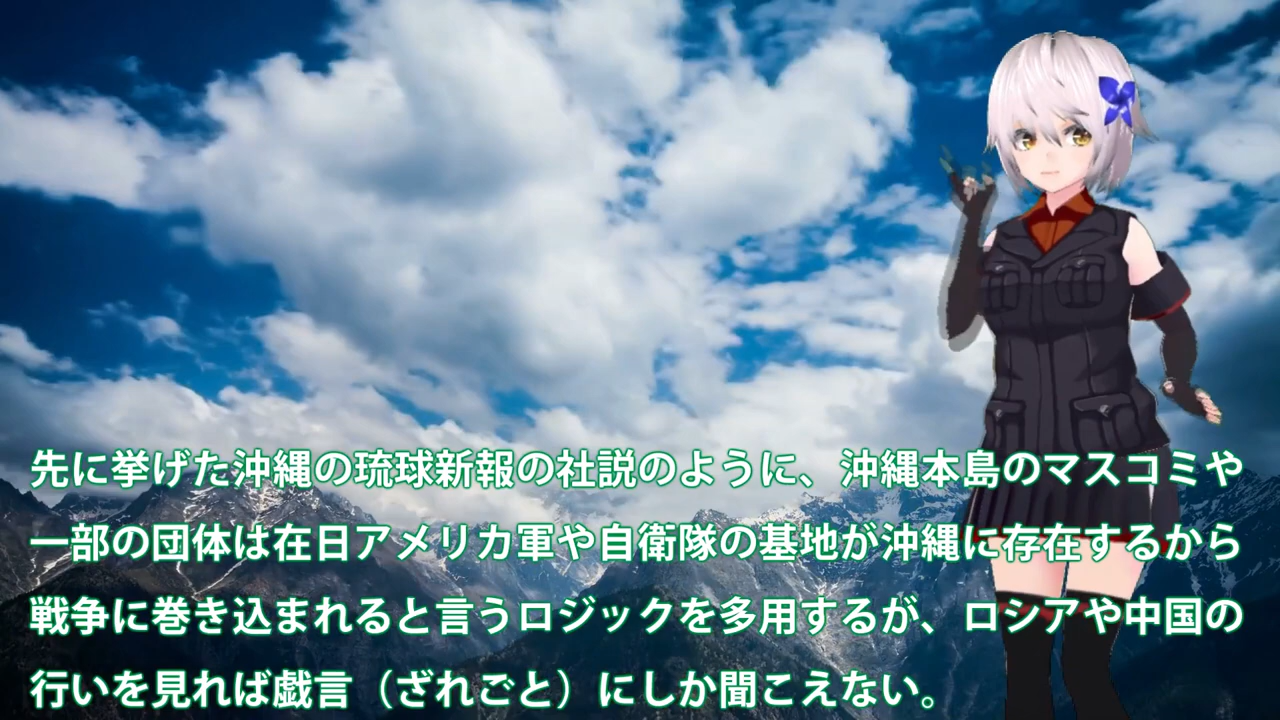 先に挙げた沖縄の琉球新報の社説のように、沖縄本島のマスコミや
一部の団体は在日アメリカ軍や自衛隊の基地が沖縄に存在するから
戦争に巻き込まれると言うロジックを多用するが、ロシアや中国の
行いを見れば戯言（ざれごと）にしか聞こえない。